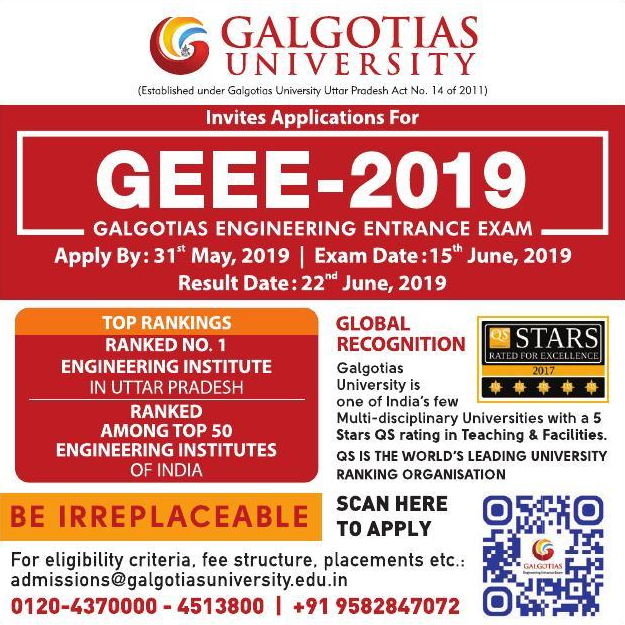 GALGOTIAS
UNIVERSITY
(Established under Galgotias University Uttar Pradesh Act No. 14 of 2011)
Invites Applications For
GEEE-2019
GALGOTIAS ENGINEERING ENTRANCE EXAM
Apply By: 31st May, 2019 | Exam Date:15th June, 2019
Result Date: 22nd June, 2019
TOP RANKINGS
RANKED NO. 1
ENGINEERING INSTITUTE
IN UTTAR PRADESH
RANKED
AMONG TOP 50
ENGINEERING INSTITUTES
OF INDIA
GLOBAL
RECOGNITION
Galgotias
University is
one of India's few
Multi-disciplinary Universities with a 5
Stars QS rating in Teaching & Facilities.
QS IS THE WORLD'S LEADING UNIVERSITY
RANKING ORGANISATION
QS STARS
RATED FOR EXCELLENCE
2017
BE IRREPLACEABLE
SCAN HERE
TO APPLY
GALGOTIAS
Engineering Entrance Exam
For eligibility criteria, fee structure, placements etc.:
admissions@galgotiasuniversity.edu.in
0120-4370000 - 4513800 | +91 9582847072